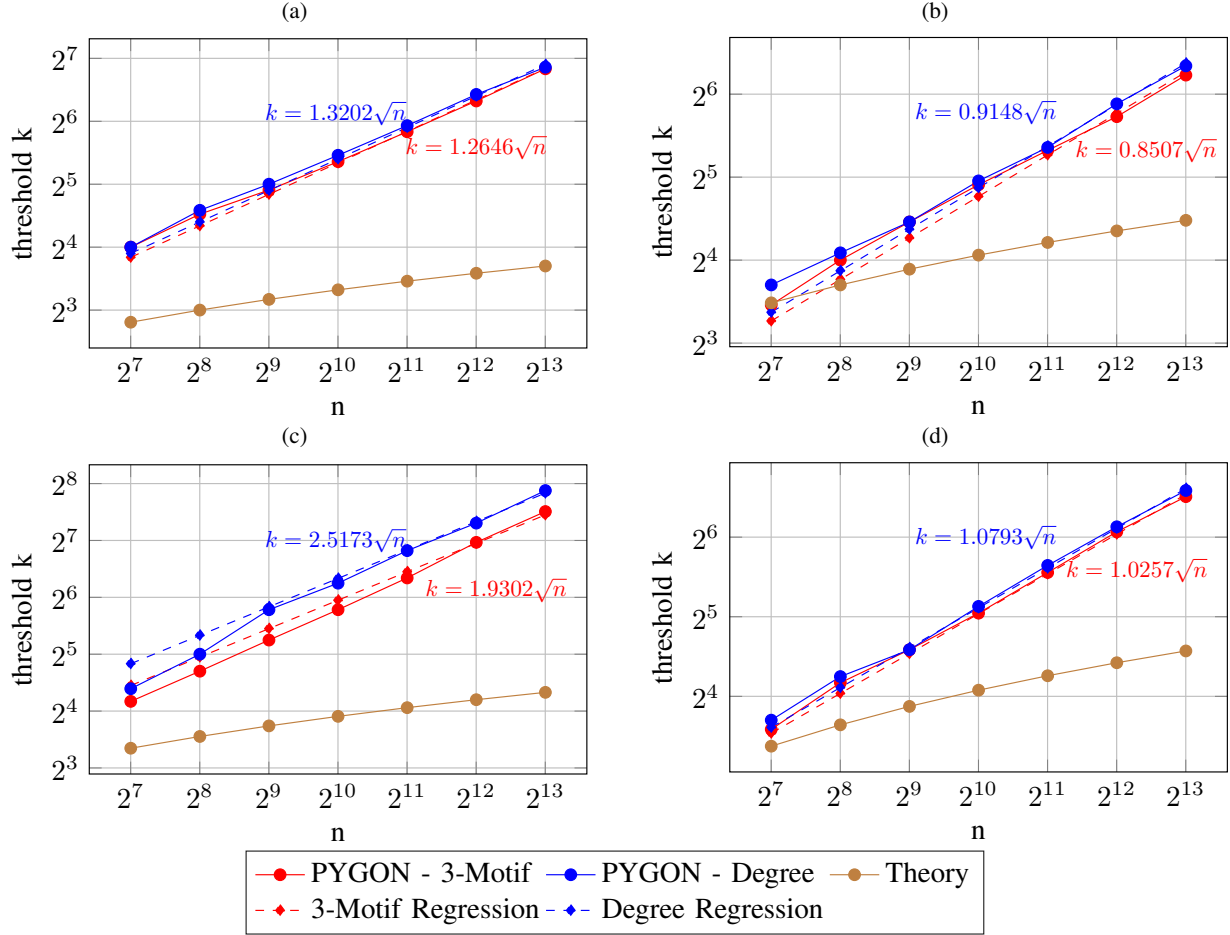 (a)
threshold k
2^7
2^6
2^5
2^4
2^3
k = 1.3202√n
k = 1.2646√n
2^7 2^8 2^9 2^10 2^11 2^12 2^13
n
(b)
threshold k
2^6
2^5
2^4
2^3
k = 0.9148√n
k = 0.8507√n
2^7 2^8 2^9 2^10 2^11 2^12 2^13
n
(c)
threshold k
2^8
2^7
2^6
2^5
2^4
2^3
k = 2.5173√n
k = 1.9302√n
2^7 2^8 2^9 2^10 2^11 2^12 2^13
n
(d)
threshold k
2^6
2^5
2^4
k = 1.0793√n
k = 1.0257√n
2^7 2^8 2^9 2^10 2^11 2^12 2^13
n
PYGON - 3-Motif PYGON - Degree Theory
3-Motif Regression Degree Regression